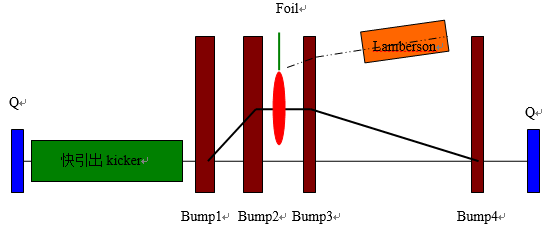 Foil
Lamberson
Q
Q
快引出 kicker
Bump1
Bump2
Bump3
Bump4